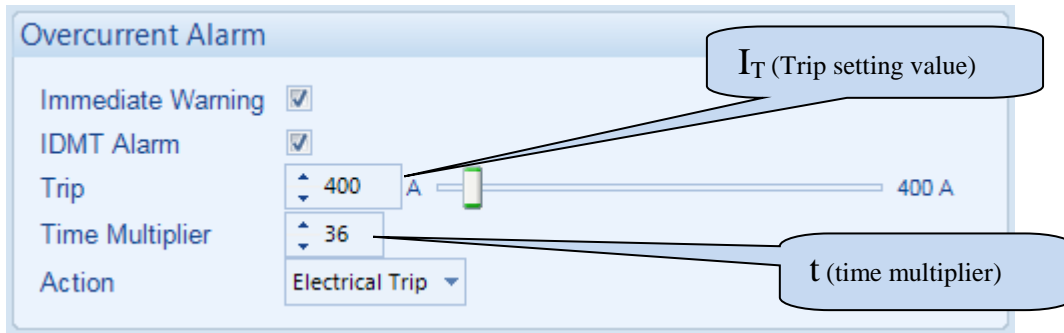 Overcurrent Alarm
I_T (Trip setting value)
Immediate Warning
IDMT Alarm
Trip 400 A 400 A
Time Multiplier 36
t (time multiplier)
Action Electrical Trip